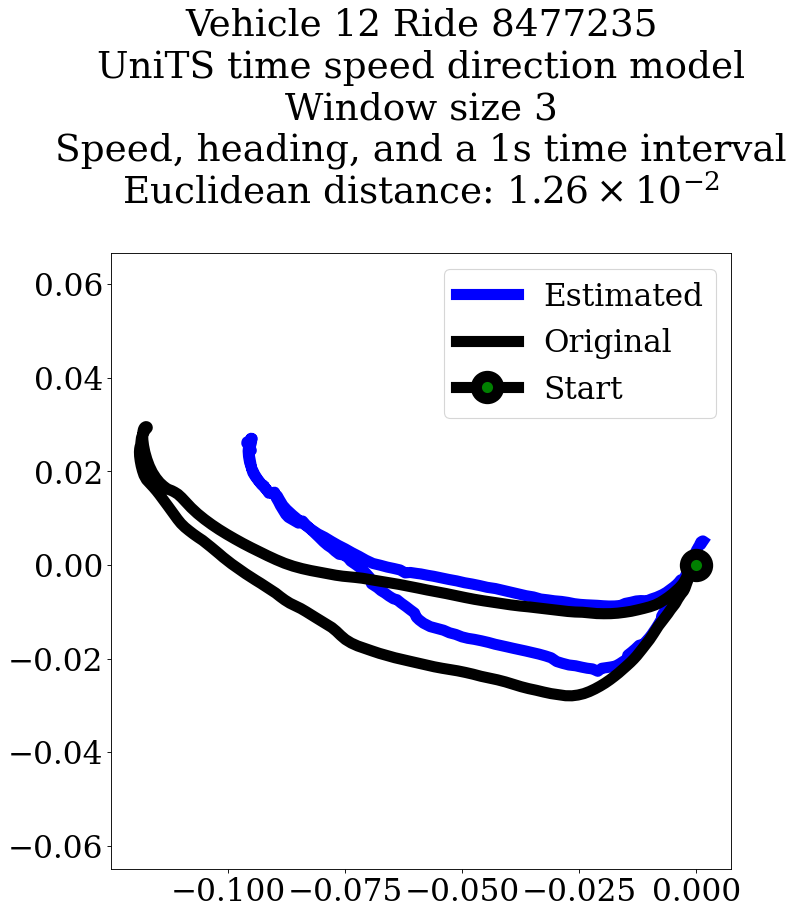 Vehicle 12 Ride 8477235
UniTS time speed direction model
Window size 3
Speed, heading, and a 1s time interval
Euclidean distance: 1.26 × 10⁻²
Estimated
Original
Start
0.06
0.04
0.02
0.00
−0.02
−0.04
−0.06
−0.100 −0.075 −0.050 −0.025 0.000